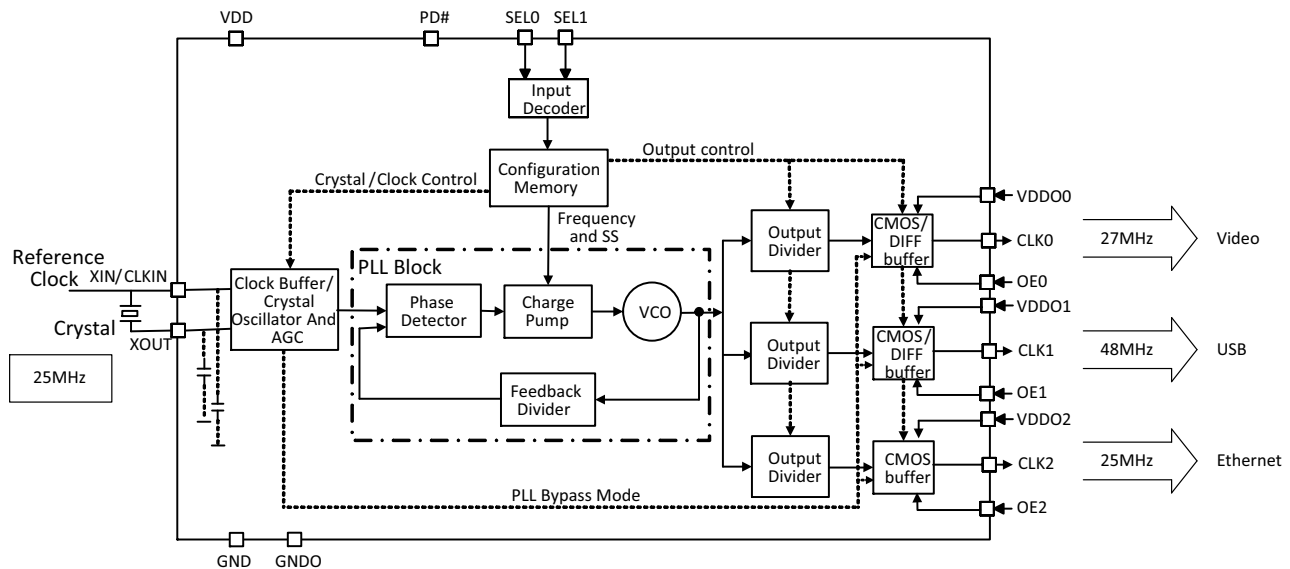 VDD
PD#
SEL0
SEL1
Input
Decoder
Configuration
Memory
Output control
Crystal/Clock Control
Frequency
and SS
Reference
Clock
XIN/CLKIN
Crystal
XOUT
25MHz
Clock Buffer/
Crystal
Oscillator And
AGC
PLL Block
Phase
Detector
Charge
Pump
VCO
Feedback
Divider
PLL Bypass Mode
Output
Divider
Output
Divider
Output
Divider
CMOS/
DIFF
buffer
CMOS/
DIFF
buffer
CMOS
buffer
VDDO0
CLK0
OE0
VDDO1
CLK1
OE1
VDDO2
CLK2
OE2
27MHz
Video
48MHz
USB
25MHz
Ethernet
GND
GNDO